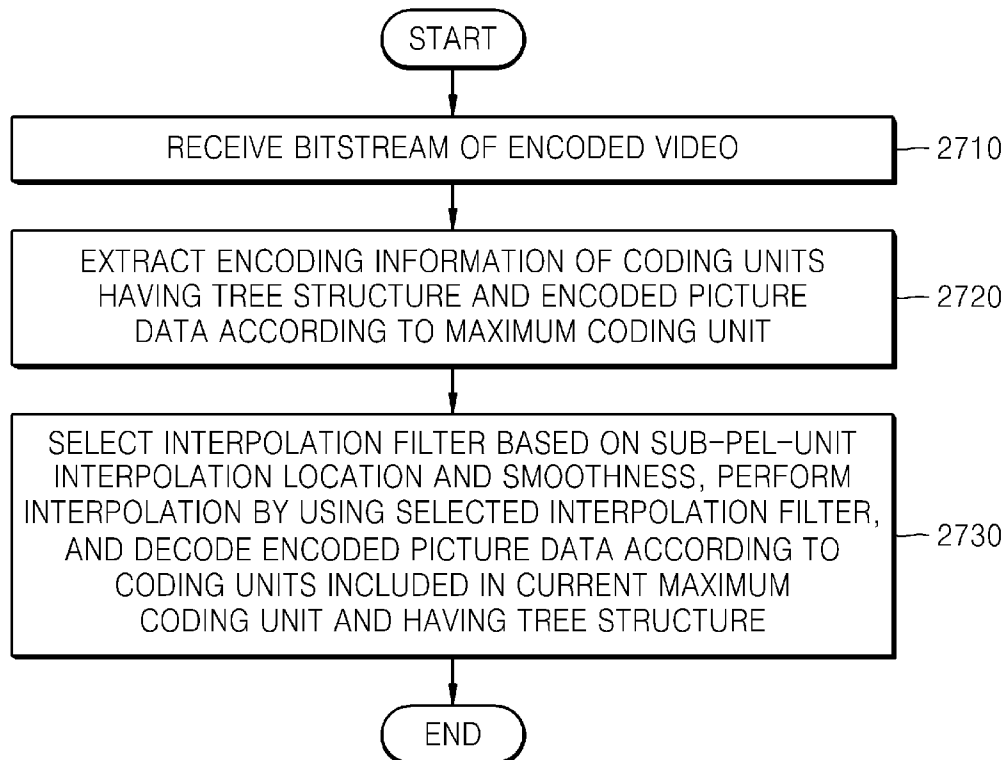 START
RECEIVE BITSTREAM OF ENCODED VIDEO
2710
EXTRACT ENCODING INFORMATION OF CODING UNITS
HAVING TREE STRUCTURE AND ENCODED PICTURE
DATA ACCORDING TO MAXIMUM CODING UNIT
2720
SELECT INTERPOLATION FILTER BASED ON SUB-PEL-UNIT
INTERPOLATION LOCATION AND SMOOTHNESS, PERFORM
INTERPOLATION BY USING SELECTED INTERPOLATION FILTER,
AND DECODE ENCODED PICTURE DATA ACCORDING TO
CODING UNITS INCLUDED IN CURRENT MAXIMUM
CODING UNIT AND HAVING TREE STRUCTURE
2730
END